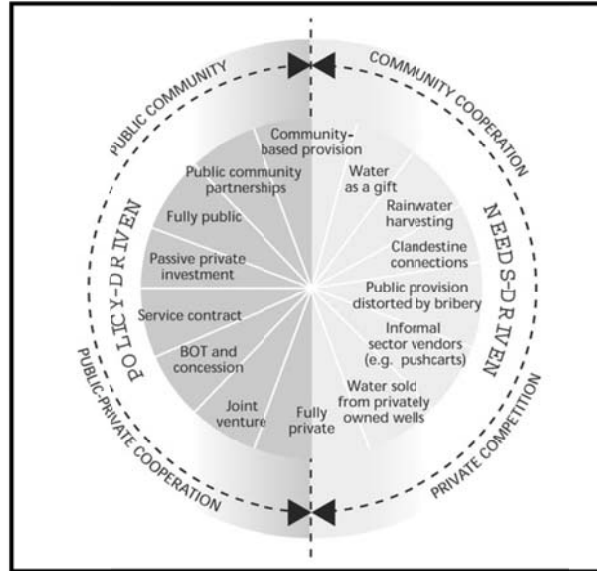 PUBLIC COMMUNITY
COMMUNITY COOPERATION
POLICY-DRIVEN
NEEDS-DRIVEN
PUBLIC-PRIVATE COOPERATION
PRIVATE COMPETITION
Community-
based provision
Public community
partnerships
Fully public
Passive private
investment
Service contract
BOT and
concession
Joint
venture
Fully
private
Water
as a gift
Rainwater
harvesting
Clandestine
connections
Public provision
distorted by bribery
Informal
sector vendors
(e.g. pushcarts)
Water sold
from privately
owned wells